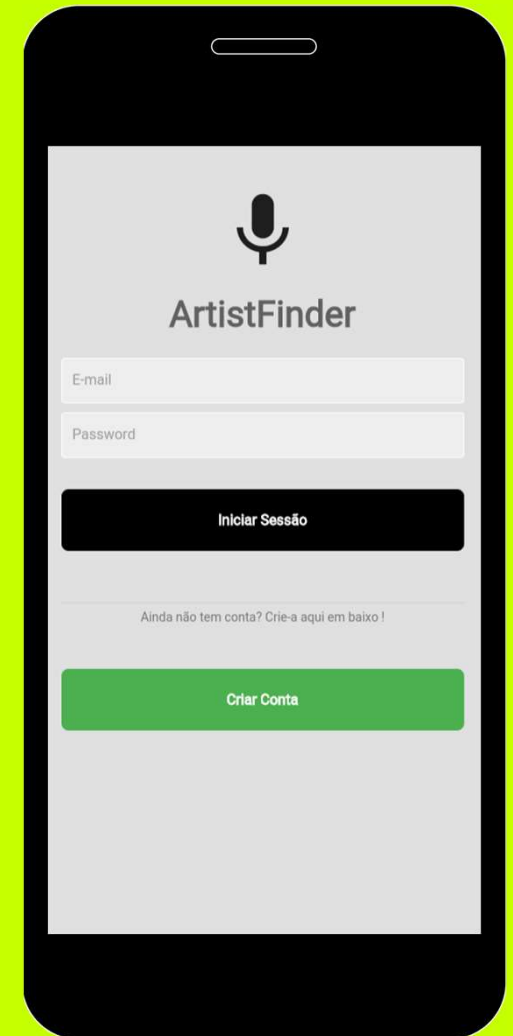 ArtistFinder
E-mail
Password
Iniciar Sessão
Ainda não tem conta? Crie-a aqui em baixo !
Criar Conta